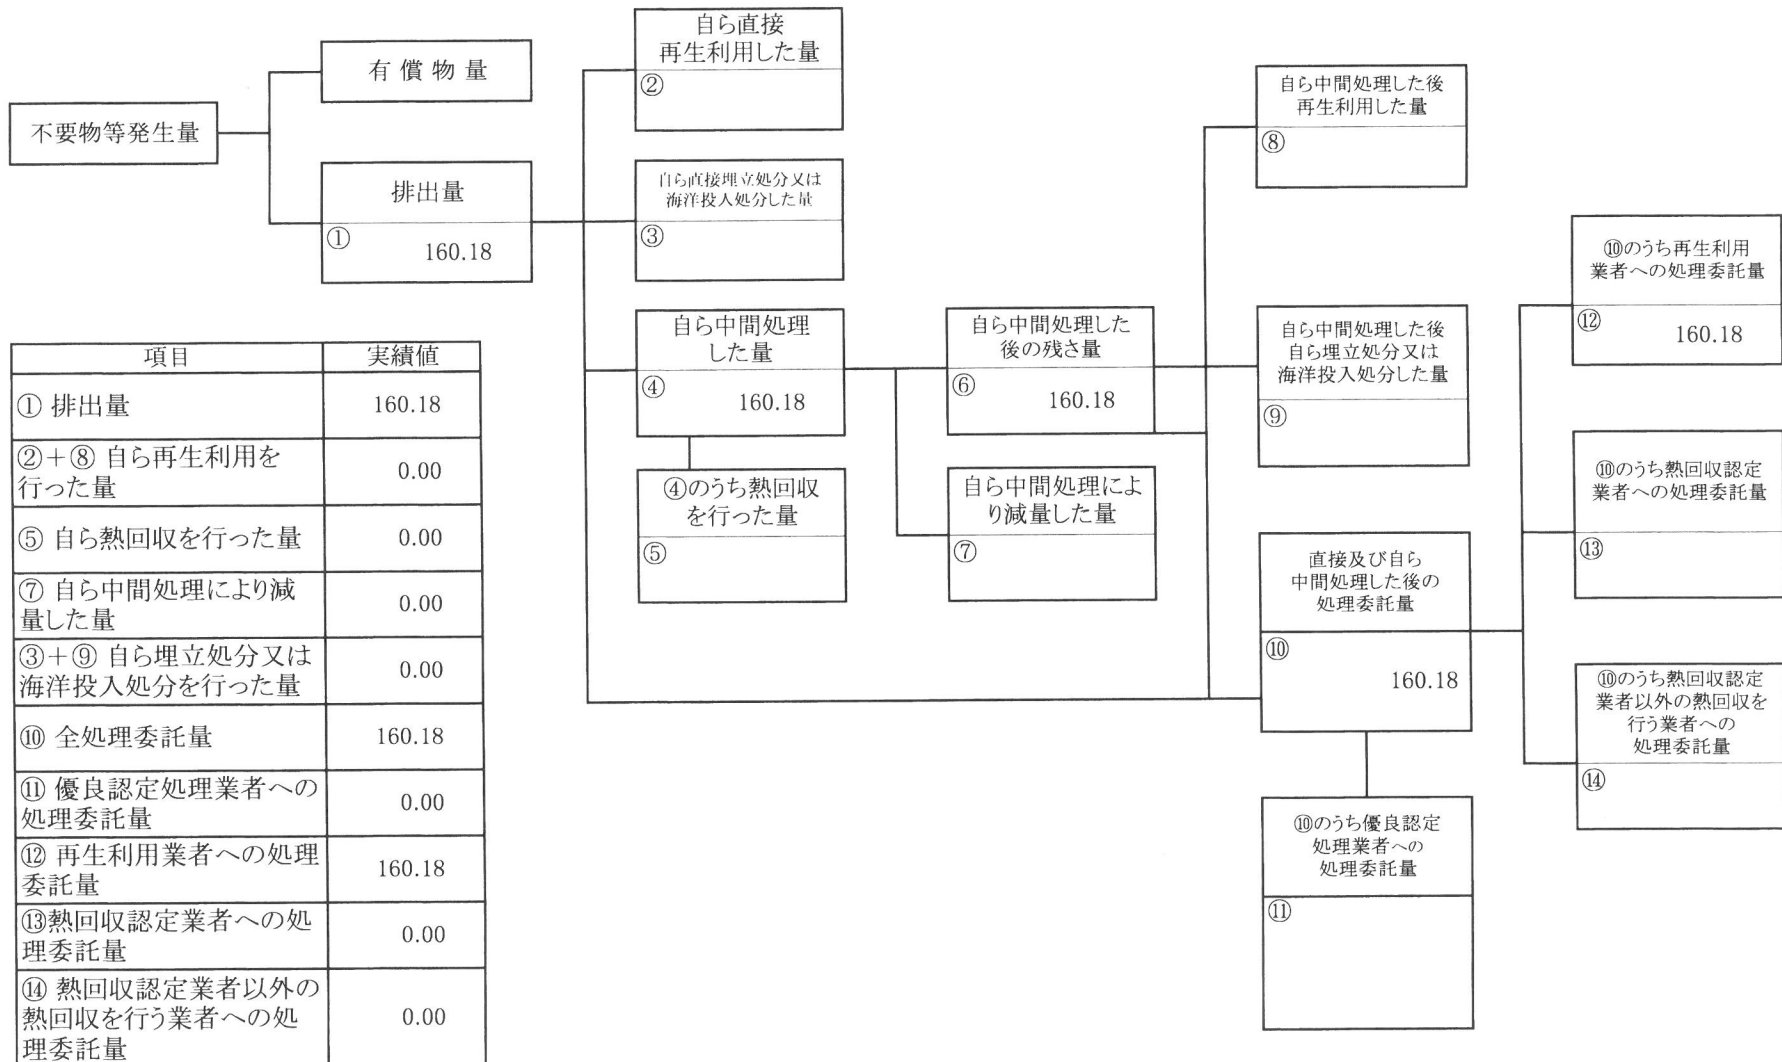 不要物等発生量
有償物量
排出量
①
160.18
自ら直接
再生利用した量
②
自ら直接埋立処分又は
海洋投入処分した量
③
自ら中間処理
した量
④
160.18
④のうち熱回収
を行った量
⑤
自ら中間処理した
後の残さ量
⑥
160.18
自ら中間処理によ
り減量した量
⑦
自ら中間処理した後
再生利用した量
⑧
自ら中間処理した後
自ら埋立処分又は
海洋投入処分した量
⑨
直接及び自ら
中間処理した後の
処理委託量
⑩
160.18
⑩のうち優良認定
処理業者への
処理委託量
⑪
⑩のうち再生利用
業者への処理委託量
⑫
160.18
⑩のうち熱回収認定
業者への処理委託量
⑬
⑩のうち熱回収認定
業者以外の熱回収を
行う業者への
処理委託量
⑭
項目 実績値
① 排出量 160.18
②+⑧ 自ら再生利用を
行った量 0.00
⑤ 自ら熱回収を行った量 0.00
⑦ 自ら中間処理により減
量した量 0.00
③+⑨ 自ら埋立処分又は
海洋投入処分を行った量 0.00
⑩ 全処理委託量 160.18
⑪ 優良認定処理業者への
処理委託量 0.00
⑫ 再生利用業者への処理
委託量 160.18
⑬熱回収認定業者への処
理委託量 0.00
⑭ 熱回収認定業者以外の
熱回収を行う業者への処
理委託量 0.00